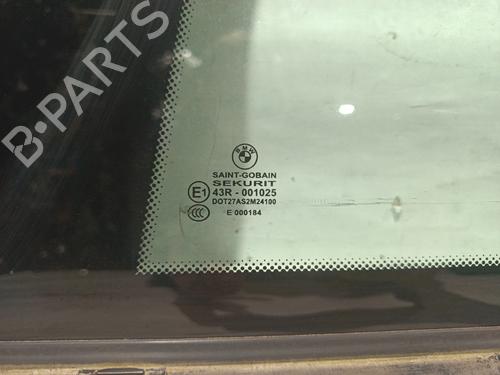 B-PARTS
BMW
SAINT-GOBAIN
SEKURIT
E1 43R - 001025
DOT27AS2M24100
CCC E 000184